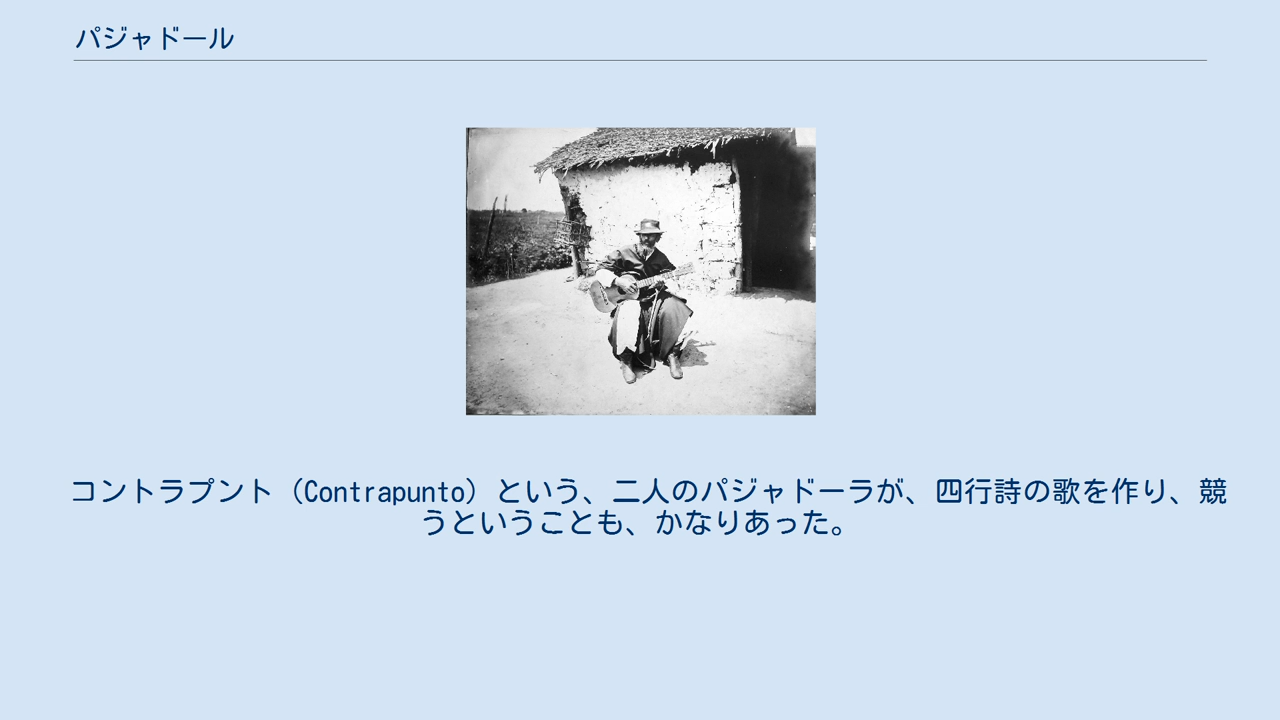 パジャドール
コントラプント（Contrapunto）という、二人のパジャドーラが、四行詩の歌を作り、競
うということも、かなりあった。